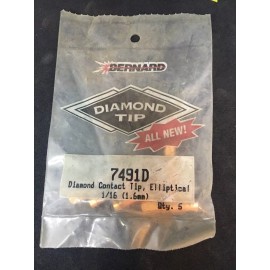 BERNARD
DIAMOND
TIP
ALL NEW!
7491D
Diamond Contact Tip, Elliptical
1/16 (1.6mm)
Qty. 5